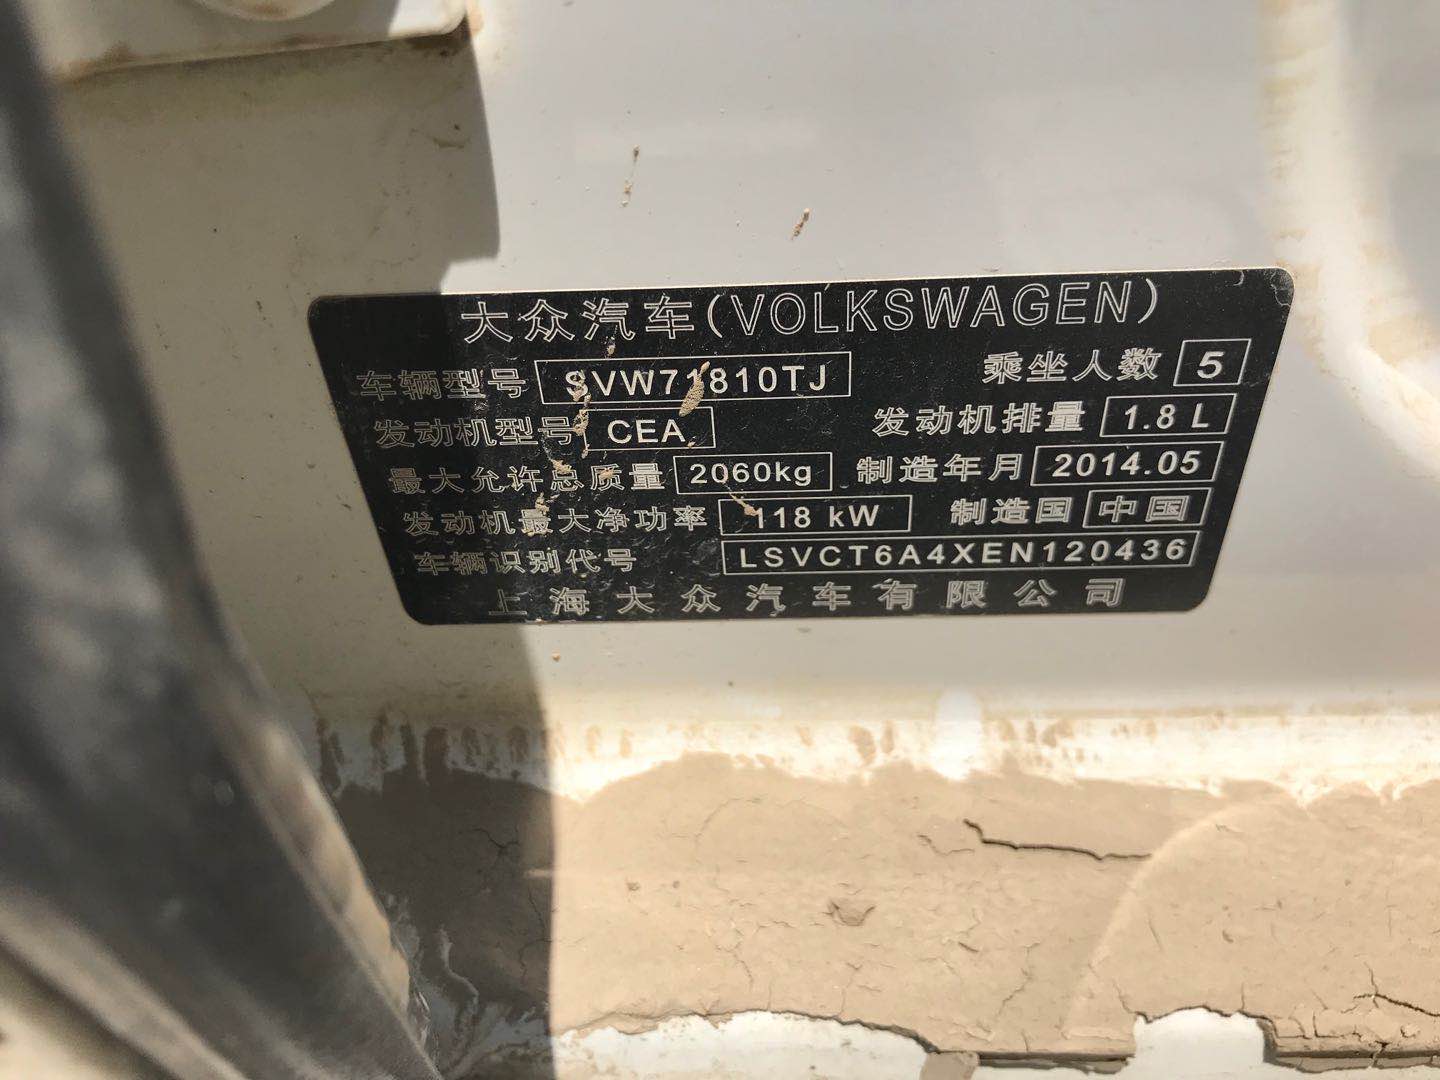 大众汽车(VOLKSWAGEN)
车辆型号 SVW71810TJ 乘坐人数 5
发动机型号 CEA 发动机排量 1.8 L
最大允许总质量 2060kg 制造年月 2014.05
发动机最大净功率 118 kW 制造国 中国
车辆识别代号 LSVCT6A4XEN120436
上海大众汽车有限公司